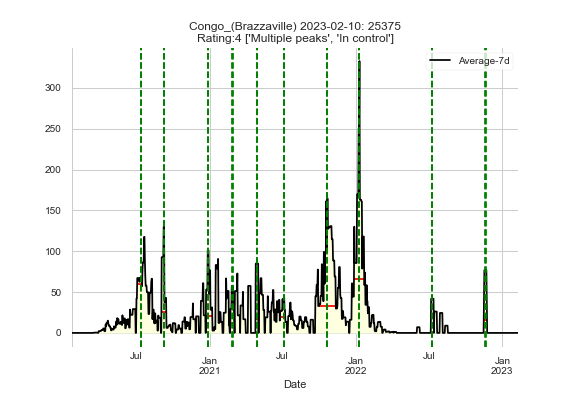 Congo_(Brazzaville) 2023-02-10: 25375
Rating:4 ['Multiple peaks', 'In control']
Average-7d
300
250
200
150
100
50
0
Jul
Jan
2021
Jul
Jan
2022
Jul
Jan
2023
Date